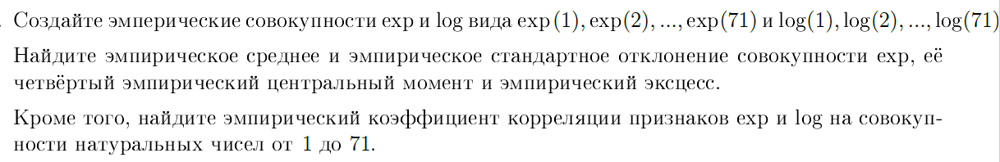 Создайте эмперические совокупности exp и log вида exp(1), exp(2), ..., exp(71) и log(1), log(2), ..., log(71)
Найдите эмпирическое среднее и эмпирическое стандартное отклонение совокупности exp, её
четвёртый эмпирический центральный момент и эмпирический эксцесс.
Кроме того, найдите эмпирический коэффициент корреляции признаков exp и log на совокуп-
ности натуральных чисел от 1 до 71.